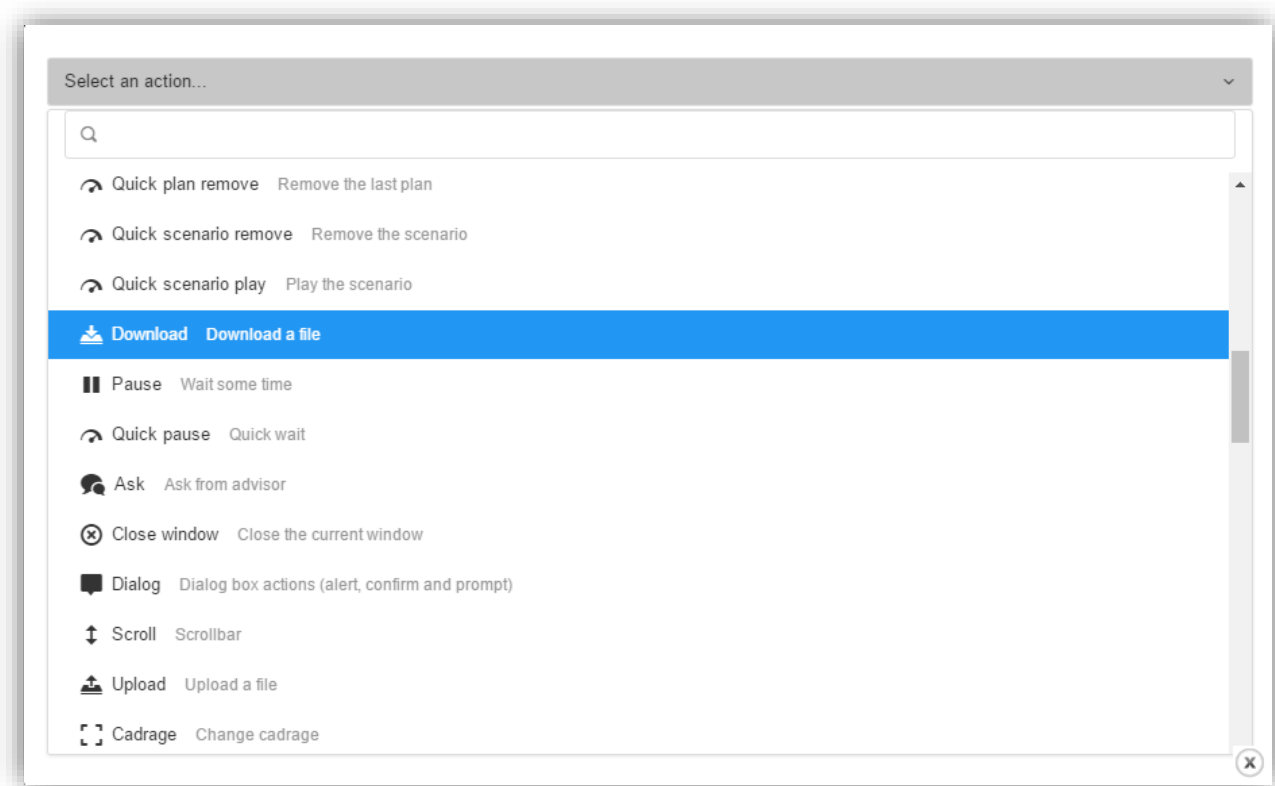 Select an action...
Quick plan remove Remove the last plan
Quick scenario remove Remove the scenario
Quick scenario play Play the scenario
Download Download a file
Pause Wait some time
Quick pause Quick wait
Ask Ask from advisor
Close window Close the current window
Dialog Dialog box actions (alert, confirm and prompt)
Scroll Scrollbar
Upload Upload a file
Cadrage Change cadrage